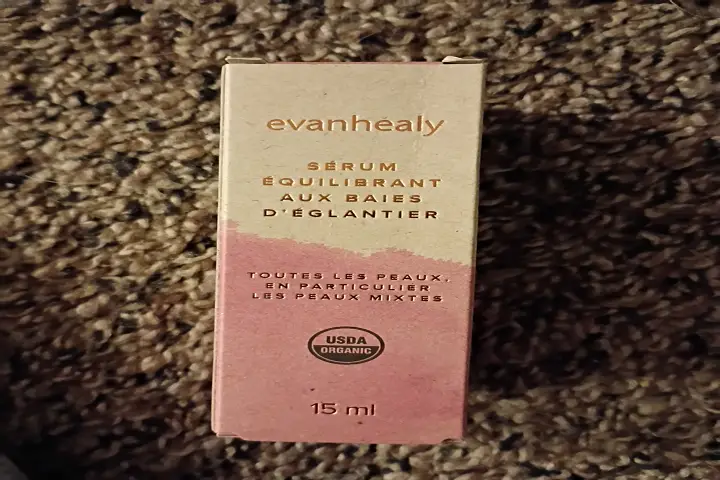 evanhealy
SÉRUM
ÉQUILIBRANT
AUX BAIES
D'ÉGLANTIER
TOUTES LES PEAUX,
EN PARTICULIER
LES PEAUX MIXTES
USDA
ORGANIC
15 ml